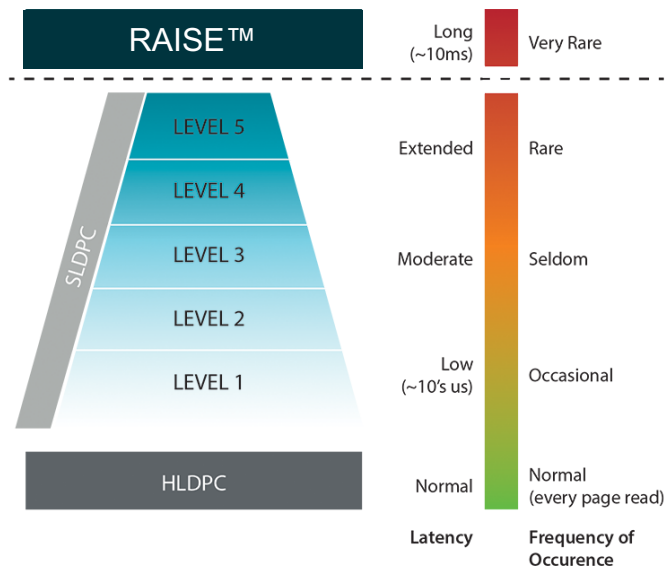 RAISE™
Long
(~10ms)
Very Rare
SLDPC
LEVEL 5
Extended
Rare
LEVEL 4
LEVEL 3
Moderate
Seldom
LEVEL 2
LEVEL 1
Low
(~10's us)
Occasional
HLDPC
Normal
Normal
(every page read)
Latency
Frequency of
Occurence